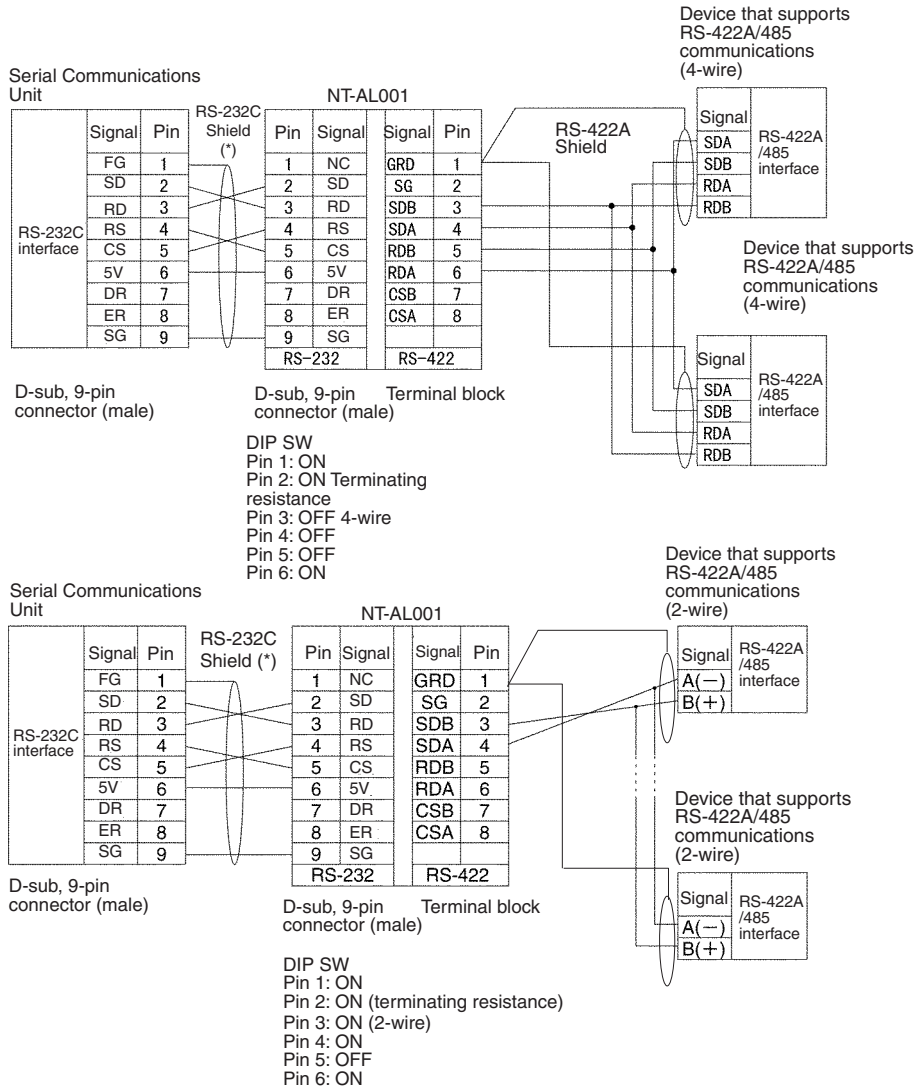 Device that supports
RS-422A/485
communications
(4-wire)
Serial Communications
Unit
RS-232C
Shield
(*)
NT-AL001
RS-422A
Shield
Signal Pin
FG 1
SD 2
RD 3
RS 4
CS 5
5V 6
DR 7
ER 8
SG 9
RS-232C
interface
Pin Signal
1 NC
2 SD
3 RD
4 RS
5 CS
6 5V
7 DR
8 ER
9 SG
RS-232
Signal Pin
GRD 1
SG 2
SDB 3
SDA 4
RDB 5
RDA 6
CSB 7
CSA 8
RS-422
Signal
SDA
SDB
RDA
RDB
RS-422A
/485
interface
Device that supports
RS-422A/485
communications
(4-wire)
Signal
SDA
SDB
RDA
RDB
RS-422A
/485
interface
D-sub, 9-pin
connector (male)
D-sub, 9-pin
connector (male)
Terminal block
DIP SW
Pin 1: ON
Pin 2: ON Terminating
resistance
Pin 3: OFF 4-wire
Pin 4: OFF
Pin 5: OFF
Pin 6: ON
Device that supports
RS-422A/485
communications
(2-wire)
Serial Communications
Unit
RS-232C
Shield (*)
NT-AL001
Signal Pin
FG 1
SD 2
RD 3
RS 4
CS 5
5V 6
DR 7
ER 8
SG 9
RS-232C
interface
Pin Signal
1 NC
2 SD
3 RD
4 RS
5 CS
6 5V
7 DR
8 ER
9 SG
RS-232
Signal Pin
GRD 1
SG 2
SDB 3
SDA 4
RDB 5
RDA 6
CSB 7
CSA 8
RS-422
Signal
A(−)
B(+)
RS-422A
/485
interface
Device that supports
RS-422A/485
communications
(2-wire)
Signal
A(−)
B(+)
RS-422A
/485
interface
D-sub, 9-pin
connector (male)
D-sub, 9-pin
connector (male)
Terminal block
DIP SW
Pin 1: ON
Pin 2: ON (terminating resistance)
Pin 3: ON (2-wire)
Pin 4: ON
Pin 5: OFF
Pin 6: ON